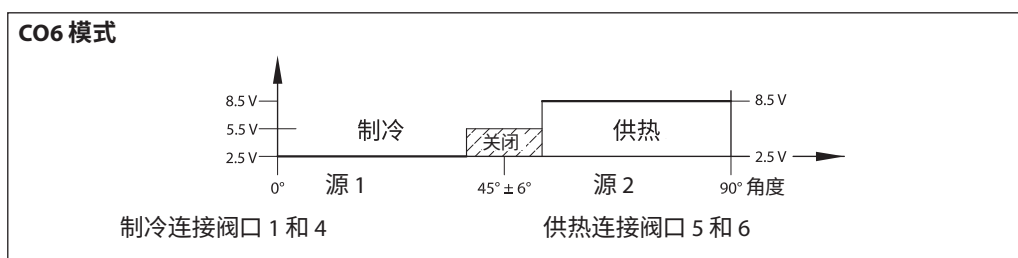 CO6 模式
8.5 V
8.5 V
5.5 V
制冷
关闭
供热
2.5 V
2.5 V
0°
源 1
45° ± 6°
源 2
90° 角度
制冷连接阀口 1 和 4
供热连接阀口 5 和 6